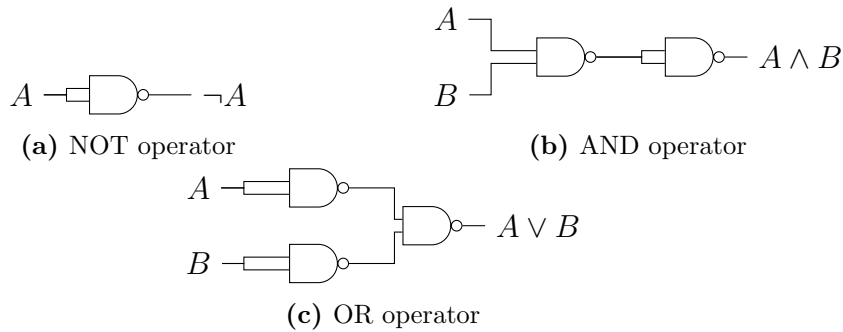 A ¬A
(a) NOT operator
A
B
A ∧ B
(b) AND operator
A
B
A ∨ B
(c) OR operator